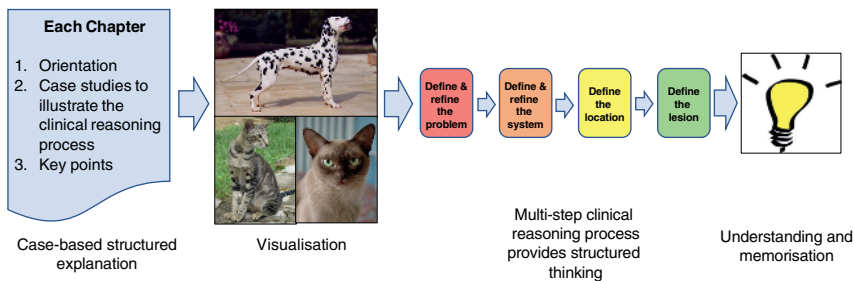 Each Chapter
1. Orientation
2. Case studies to
illustrate the
clinical reasoning
process
3. Key points
Define &
refine
the
problem
Define &
refine
the
system
Define
the
location
Define
the
lesion
Case-based structured
explanation
Visualisation
Multi-step clinical
reasoning process
provides structured
thinking
Understanding and
memorisation